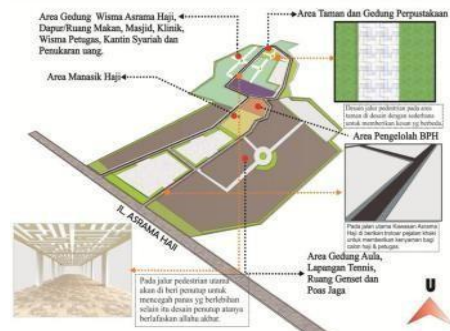 Area Gedung Wisma Asrama Haji,
Dapur/Ruang Makan, Masjid, Klinik,
Wisma Petugas, Kantin Syariah dan
Penukaran uang.
Area Taman dan Gedung Perpustakaan
Desain jalur pedestrian pada area
taman di desain dengan sederhana
untuk memberikan kesan yg berbeda.
Area Manasik Haji
Area Pengelolah BPH
Pada jalan utama Kawasan Asrama
Haji di berikan trotoar pejalan khaki
untuk memberikan kenyamen bagi
calon haji & petugas.
JL. ASRAMA HAJI
Area Gedung Aula,
Lapangan Tennis,
Ruang Genset dan
Poas Jaga
Pada jalur pedestrian utama
akan di beri penutup untuk
mencegah panas yg berlebihan
selain itu desain penutup atanya
berlafaskan allahu akbar.
U